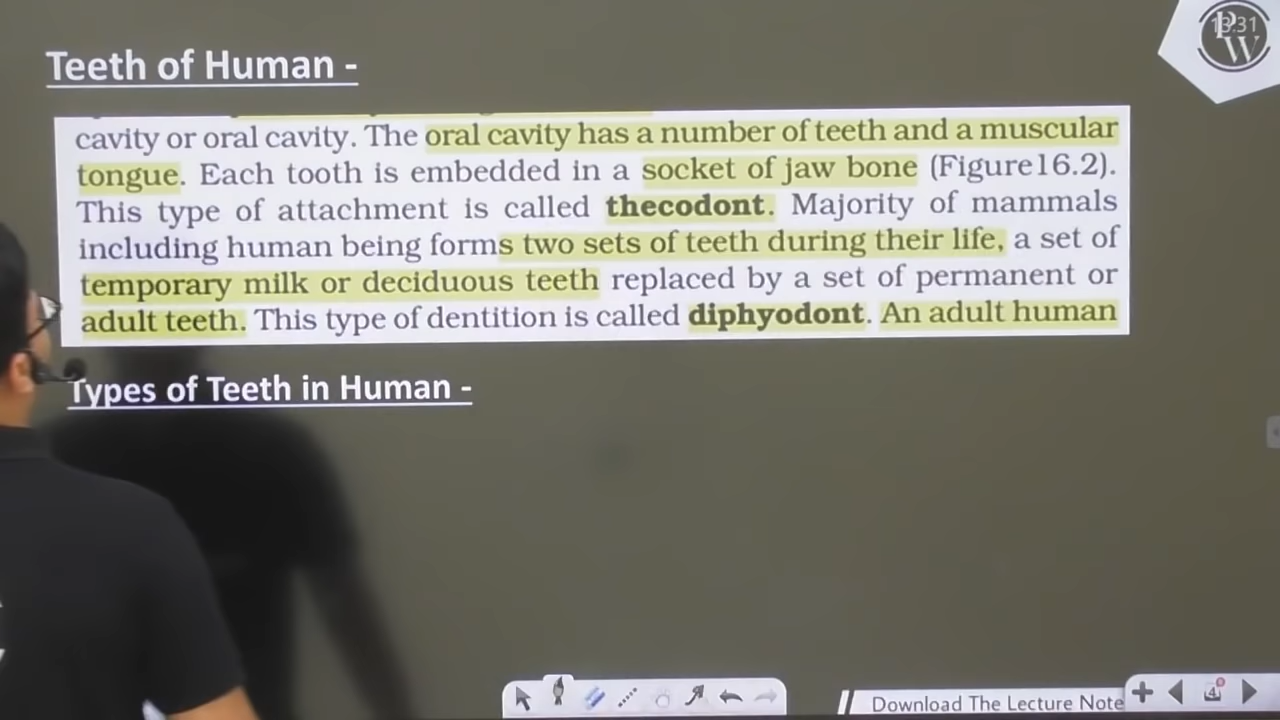 Teeth of Human -
cavity or oral cavity. The oral cavity has a number of teeth and a muscular
tongue. Each tooth is embedded in a socket of jaw bone (Figure16.2).
This type of attachment is called thecodont. Majority of mammals
including human being forms two sets of teeth during their life, a set of
temporary milk or deciduous teeth replaced by a set of permanent or
adult teeth. This type of dentition is called diphyodont. An adult human
Types of Teeth in Human -
PW
13:31
Download The Lecture Note
4